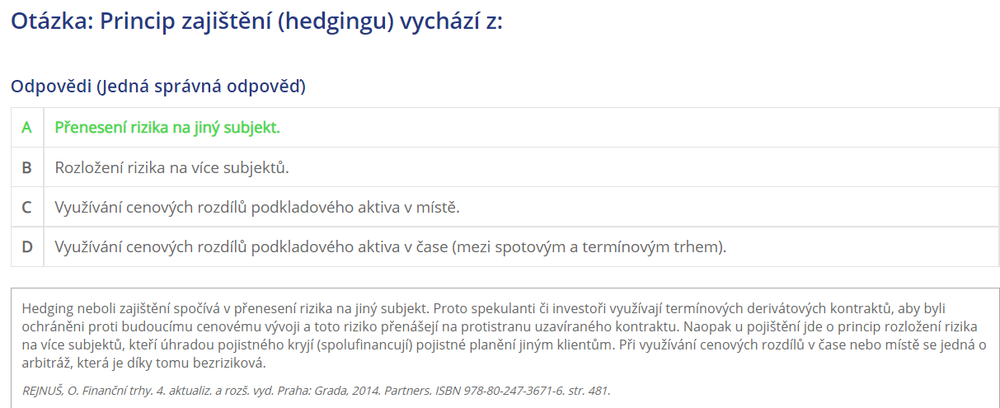 Otázka: Princip zajištění (hedgingu) vychází z:
Odpovědi (Jedná správná odpověď)
A Přenesení rizika na jiný subjekt.
B Rozložení rizika na více subjektů.
C Využívání cenových rozdílů podkladového aktiva v místě.
D Využívání cenových rozdílů podkladového aktiva v čase (mezi spotovým a termínovým trhem).
Hedging neboli zajištění spočívá v přenesení rizika na jiný subjekt. Proto spekulanti či investoři využívají termínových derivátových kontraktů, aby byli
ochráněni proti budoucímu cenovému vývoji a toto riziko přenášejí na protistranu uzavíraného kontraktu. Naopak u pojištění jde o princip rozložení rizika
na více subjektů, kteří úhradou pojistného kryjí (spolufinancují) pojistné planění jiným klientům. Při využívání cenových rozdílů v čase nebo místě se jedná o
arbitráž, která je díky tomu bezriziková.
REJNUŠ, O. Finanční trhy. 4. aktualiz. a rozš. vyd. Praha: Grada, 2014. Partners. ISBN 978-80-247-3671-6. str. 481.